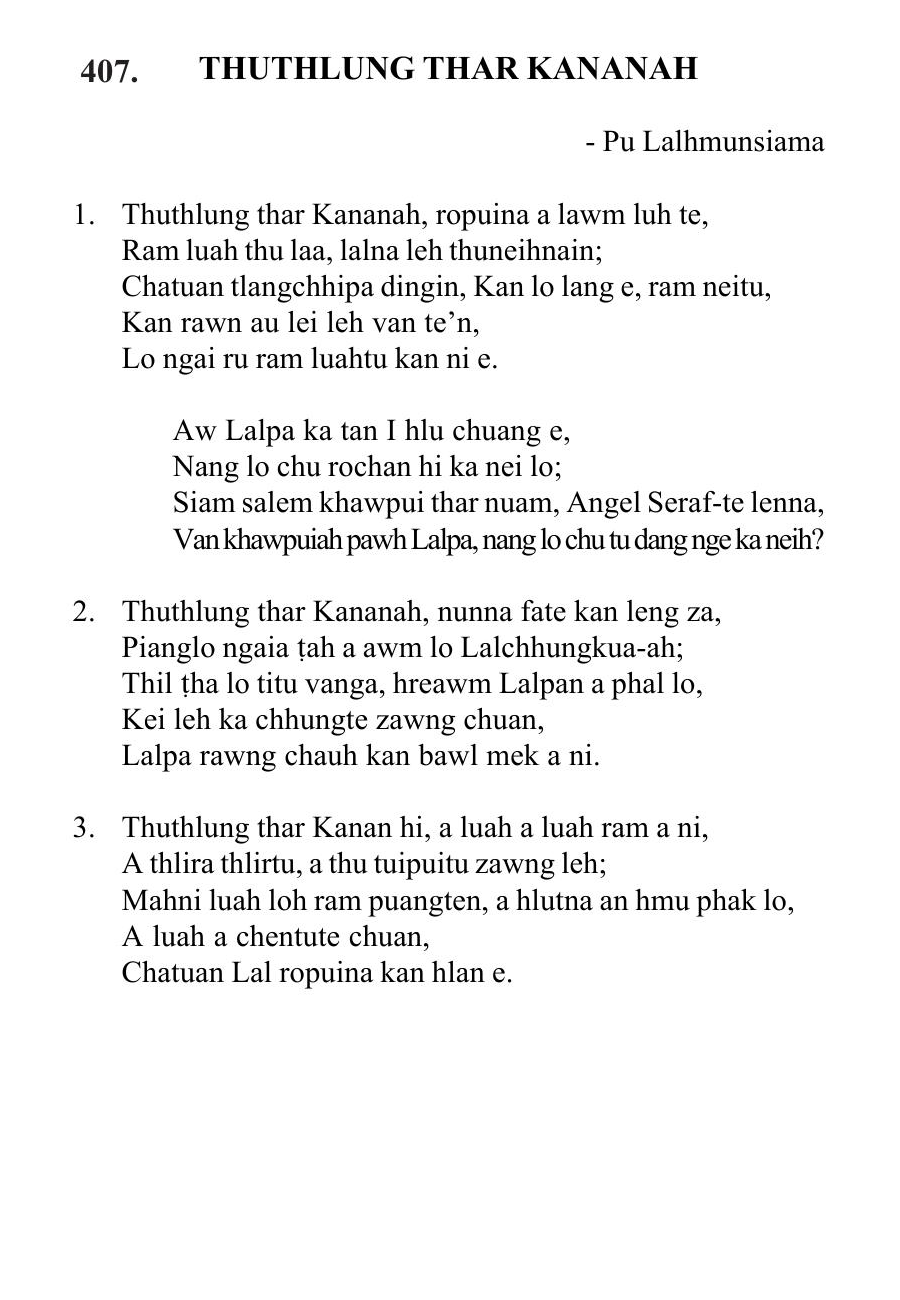 407. THUTHLUNG THAR KANANAH
- Pu Lalhmunsiama
1. Thuthlung thar Kananah, ropuina a lawm luh te,
Ram luah thu laa, lalna leh thuneihnain;
Chatuan tlangchhipa dingin, Kan lo lang e, ram neitu,
Kan rawn au lei leh van te’n,
Lo ngai ru ram luahtu kan ni e.
Aw Lalpa ka tan I hlu chuang e,
Nang lo chu rochan hi ka nei lo;
Siam salem khawpui thar nuam, Angel Seraf-te lenna,
Van khawpuiah pawh Lalpa, nang lo chu tu dang nge ka neih?
2. Thuthlung thar Kananah, nunna fate kan leng za,
Pianglo ngaia ṭah a awm lo Lalchhungkua-ah;
Thil ṭha lo titu vanga, hreawm Lalpan a phal lo,
Kei leh ka chhungte zawng chuan,
Lalpa rawng chauh kan bawl mek a ni.
3. Thuthlung thar Kanan hi, a luah a luah ram a ni,
A thlira thlirtu, a thu tuipuitu zawng leh;
Mahni luah loh ram puangten, a hlutna an hmu phak lo,
A luah a chentute chuan,
Chatuan Lal ropuina kan hlan e.